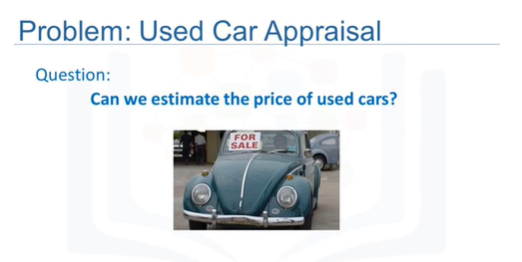 Problem: Used Car Appraisal
Question:
Can we estimate the price of used cars?
FOR
SALE